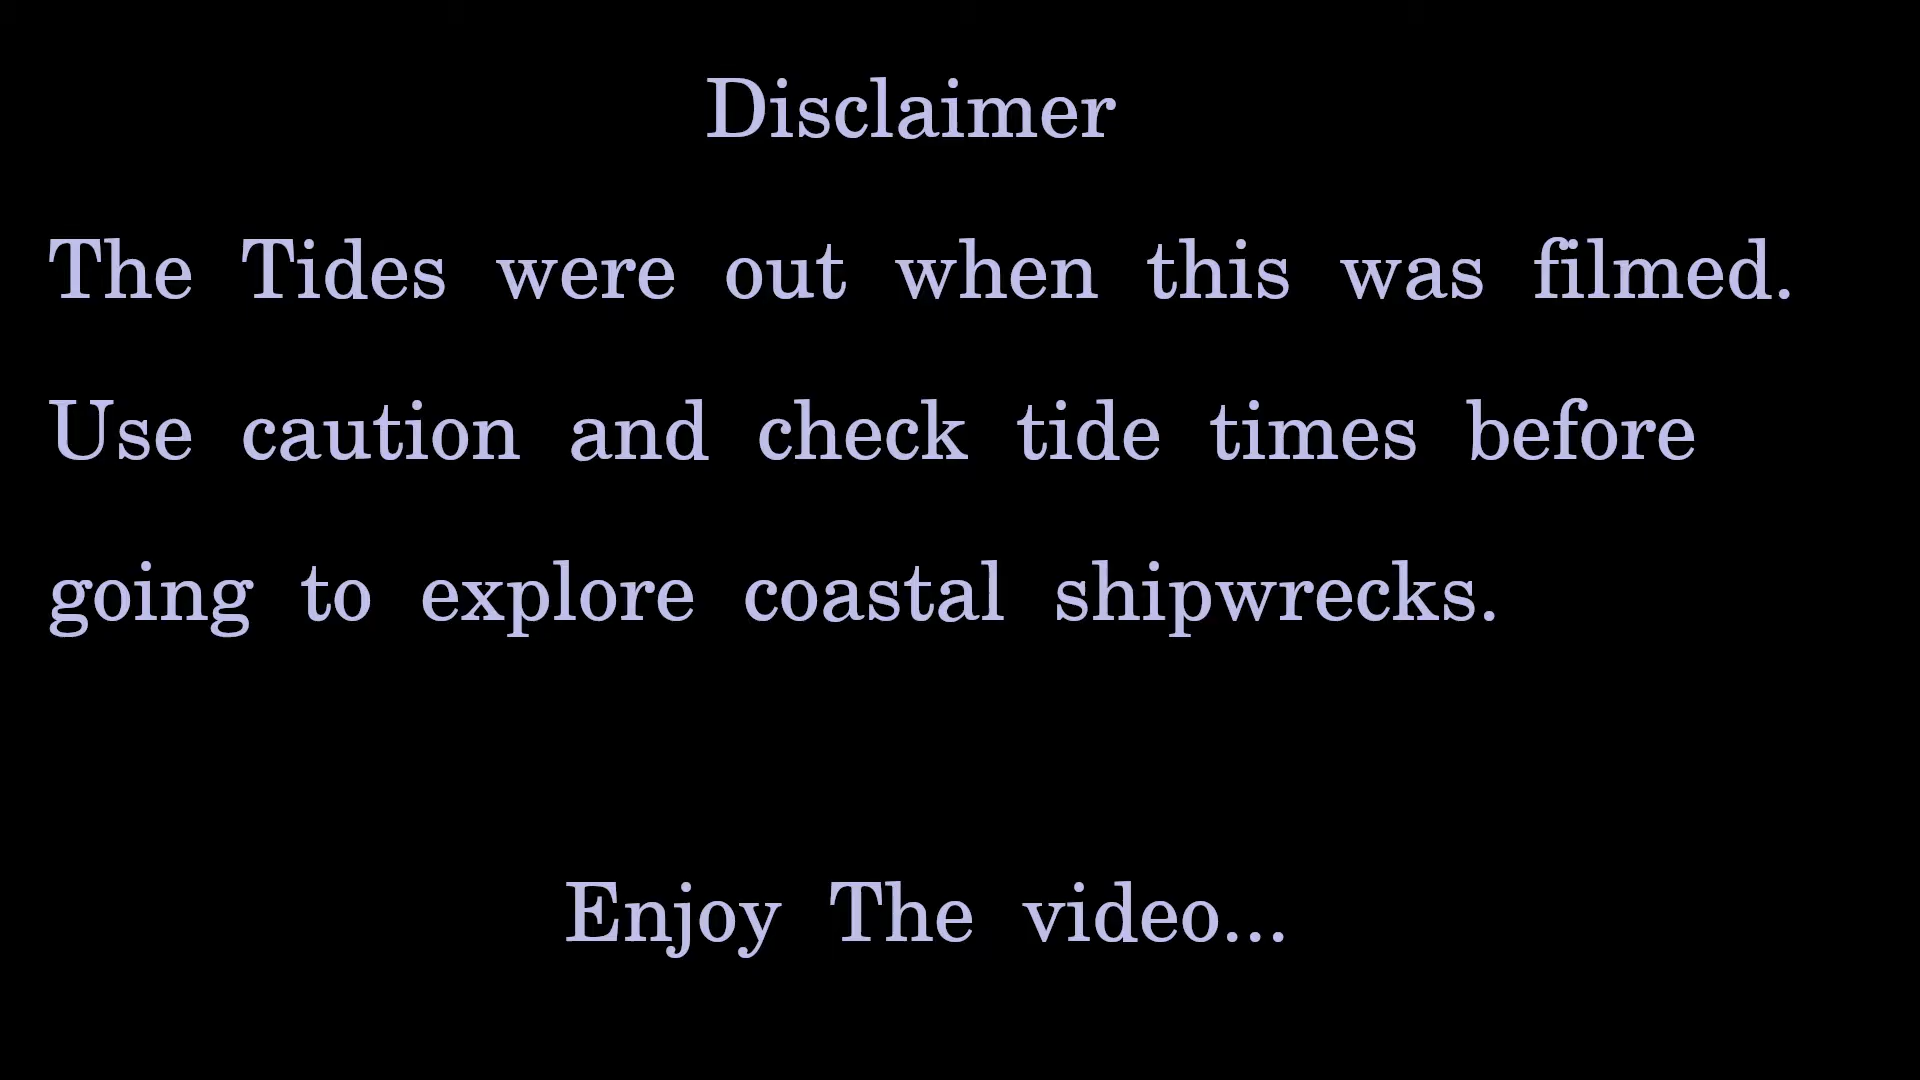 Disclaimer
The Tides were out when this was filmed.
Use caution and check tide times before
going to explore coastal shipwrecks.
Enjoy The video...